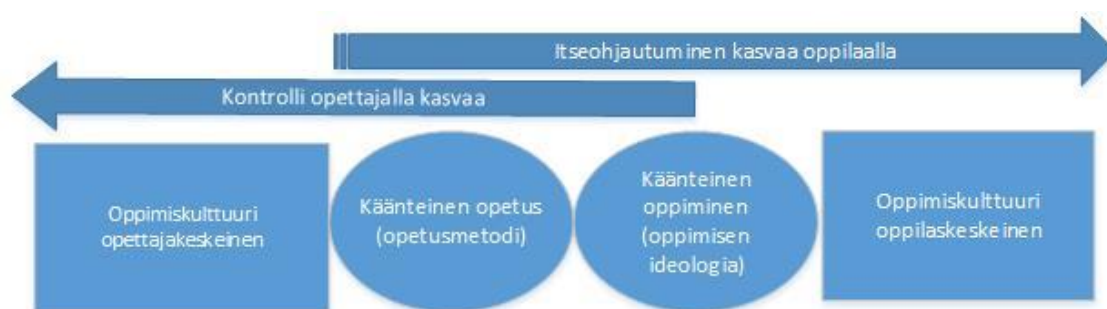 Itseohjautuminen kasvaa oppilaalla
Kontrolli opettajalla kasvaa
Oppimiskulttuuri
opettajakeskeinen
Käänteinen opetus
(opetusmetodi)
Käänteinen
oppiminen
(oppimisen
ideologia)
Oppimiskulttuuri
oppilaskeskeinen